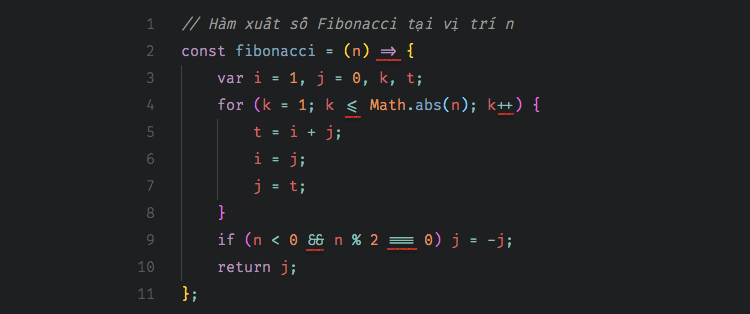 1 // Hàm xuất số Fibonacci tại vị trí n
2 const fibonacci = (n) => {
3 var i = 1, j = 0, k, t;
4 for (k = 1; k <= Math.abs(n); k++) {
5 t = i + j;
6 i = j;
7 j = t;
8 }
9 if (n < 0 && n % 2 === 0) j = -j;
10 return j;
11 };